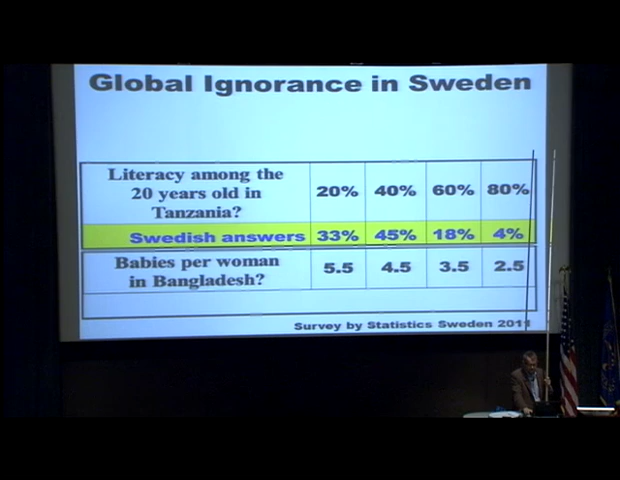 Global Ignorance in Sweden
Literacy among the 20% 40% 60% 80%
20 years old in
Tanzania?
Swedish answers 33% 45% 18% 4%
Babies per woman 5.5 4.5 3.5 2.5
in Bangladesh?
Survey by Statistics Sweden 2011